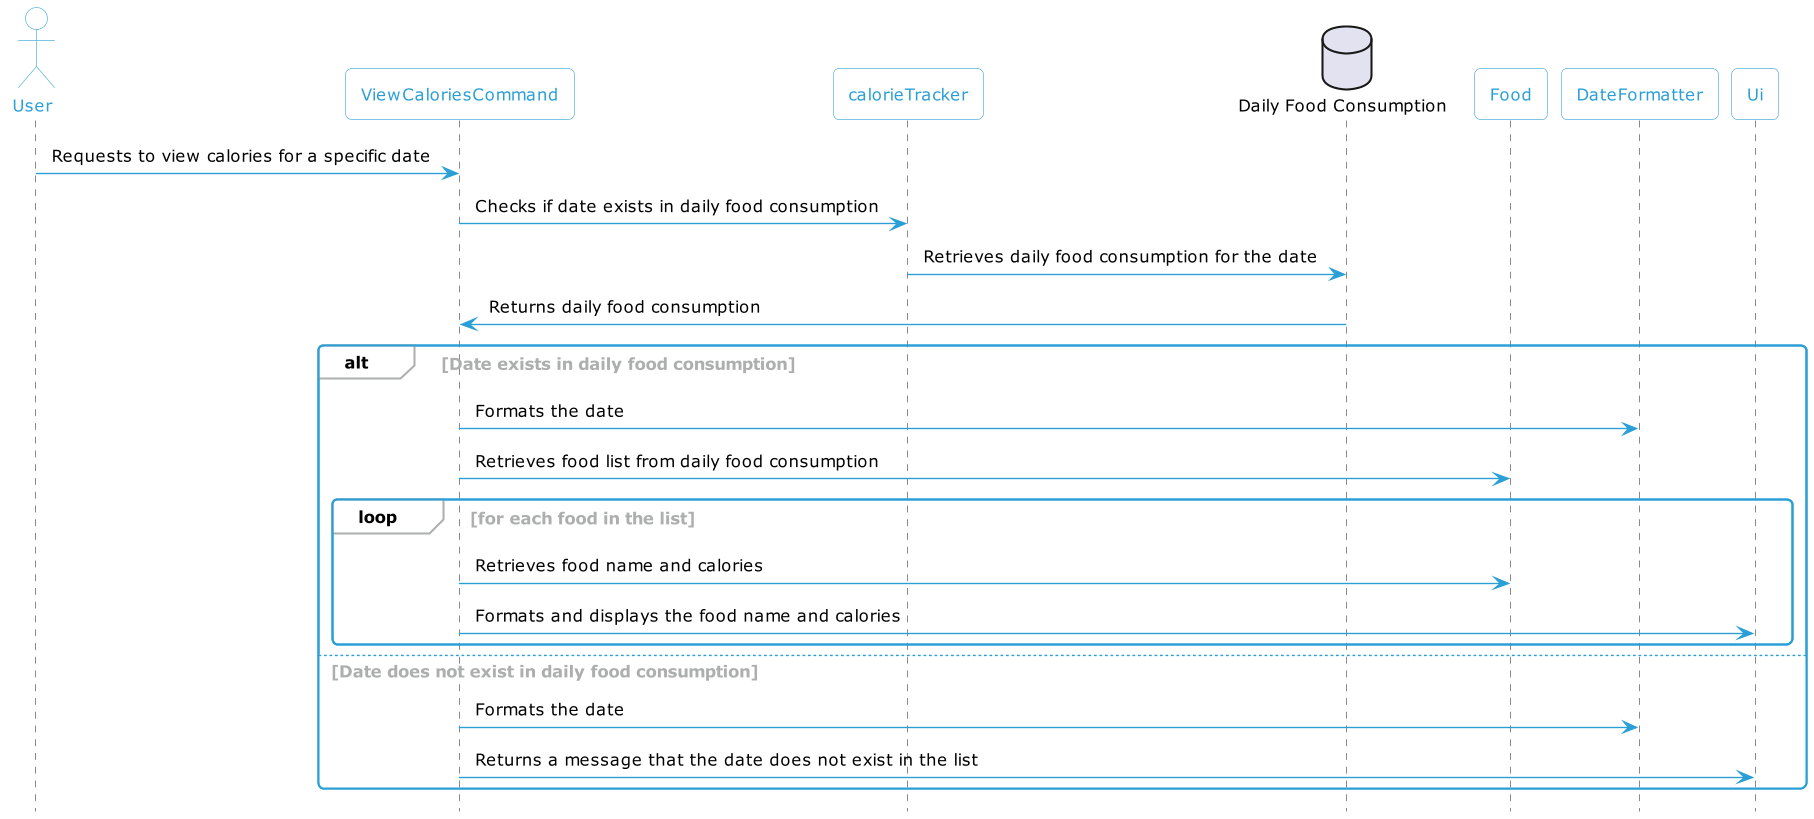 User
ViewCaloriesCommand
calorieTracker
Daily Food Consumption
Food
DateFormatter
Ui
Requests to view calories for a specific date
Checks if date exists in daily food consumption
Retrieves daily food consumption for the date
Returns daily food consumption
alt
[Date exists in daily food consumption]
Formats the date
Retrieves food list from daily food consumption
loop
[for each food in the list]
Retrieves food name and calories
Formats and displays the food name and calories
[Date does not exist in daily food consumption]
Formats the date
Returns a message that the date does not exist in the list